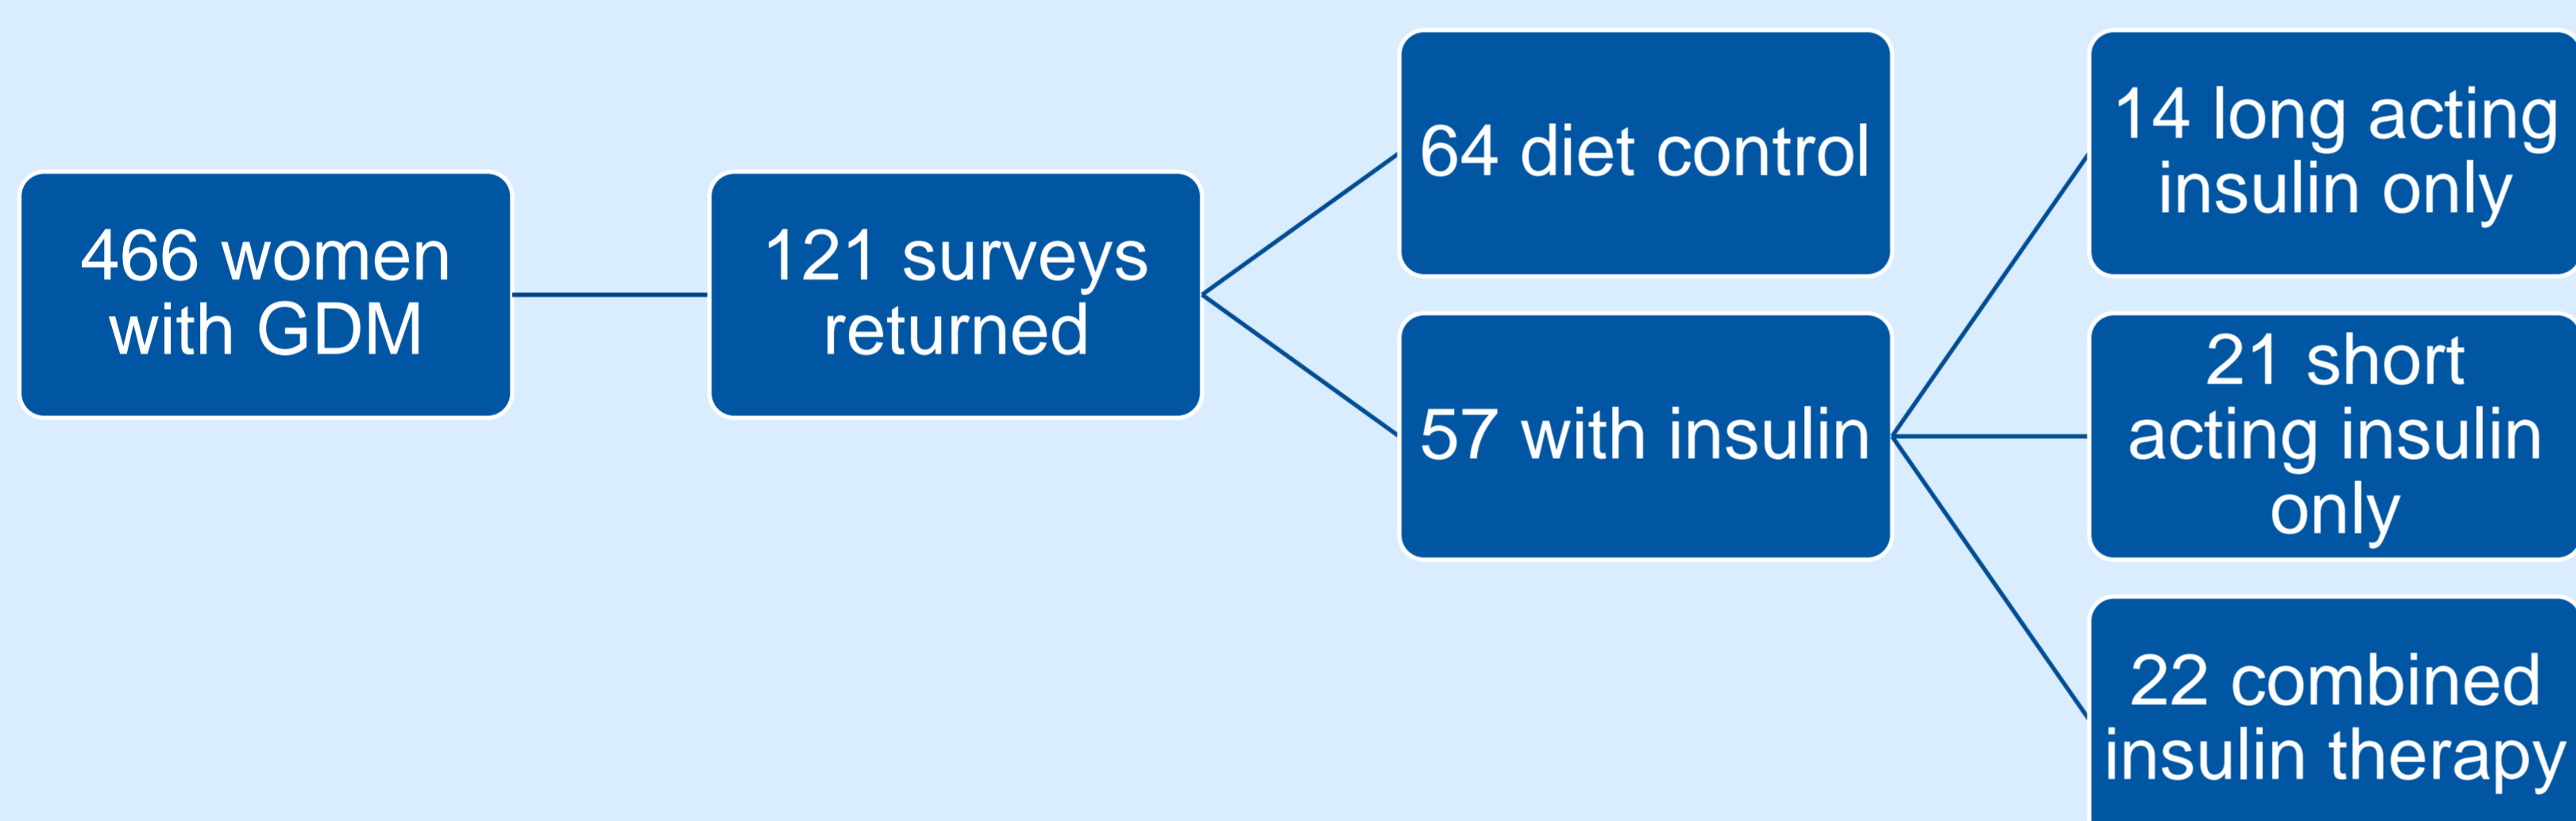 466 women
with GDM
121 surveys
returned
64 diet control
57 with insulin
14 long acting
insulin only
21 short
acting insulin
only
22 combined
insulin therapy